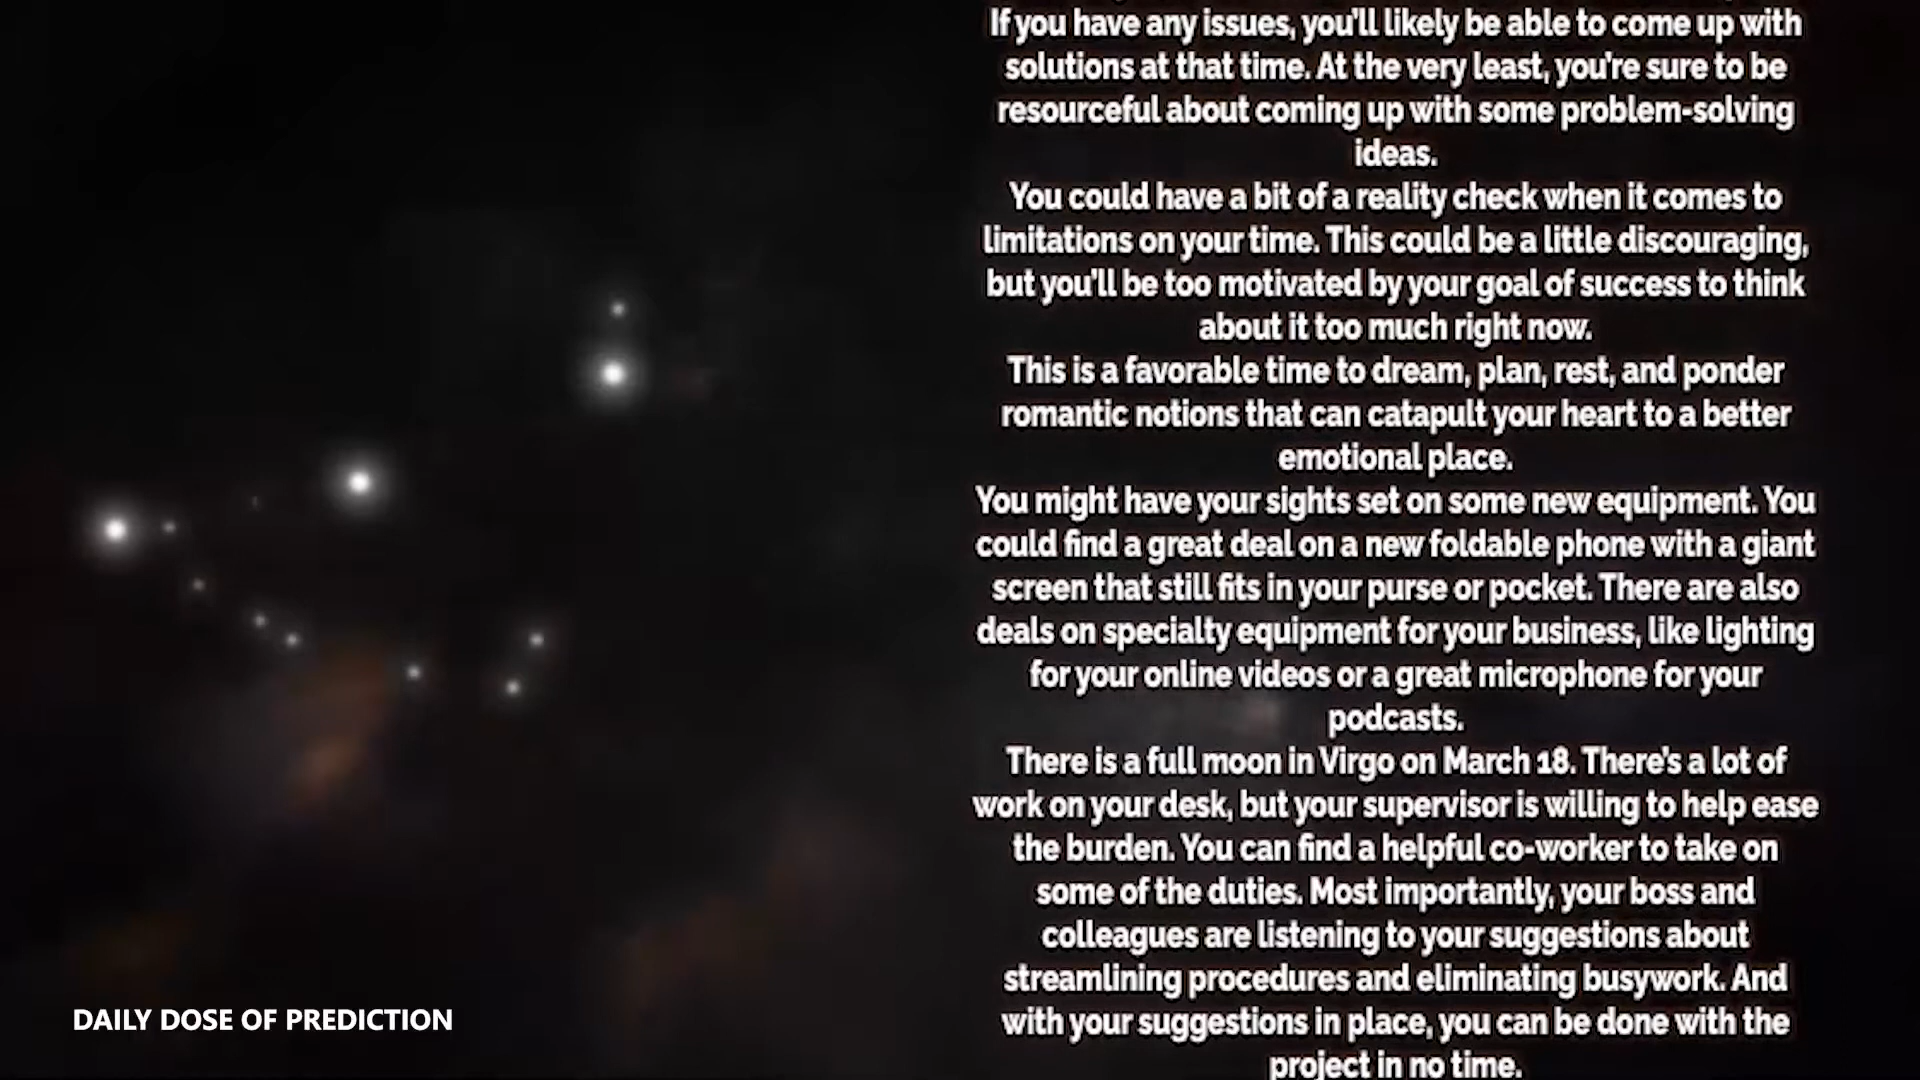 If you have any issues, you'll likely be able to come up with
solutions at that time. At the very least, you're sure to be
resourceful about coming up with some problem-solving
ideas.
You could have a bit of a reality check when it comes to
limitations on your time. This could be a little discouraging,
but you'll be too motivated by your goal of success to think
about it too much right now.
This is a favorable time to dream, plan, rest, and ponder
romantic notions that can catapult your heart to a better
emotional place.
You might have your sights set on some new equipment. You
could find a great deal on a new foldable phone with a giant
screen that still fits in your purse or pocket. There are also
deals on specialty equipment for your business, like lighting
for your online videos or a great microphone for your
podcasts.
There is a full moon in Virgo on March 18. There's a lot of
work on your desk, but your supervisor is willing to help ease
the burden. You can find a helpful co-worker to take on
some of the duties. Most importantly, your boss and
colleagues are listening to your suggestions about
streamlining procedures and eliminating busywork. And
with your suggestions in place, you can be done with the
project in no time.
DAILY DOSE OF PREDICTION